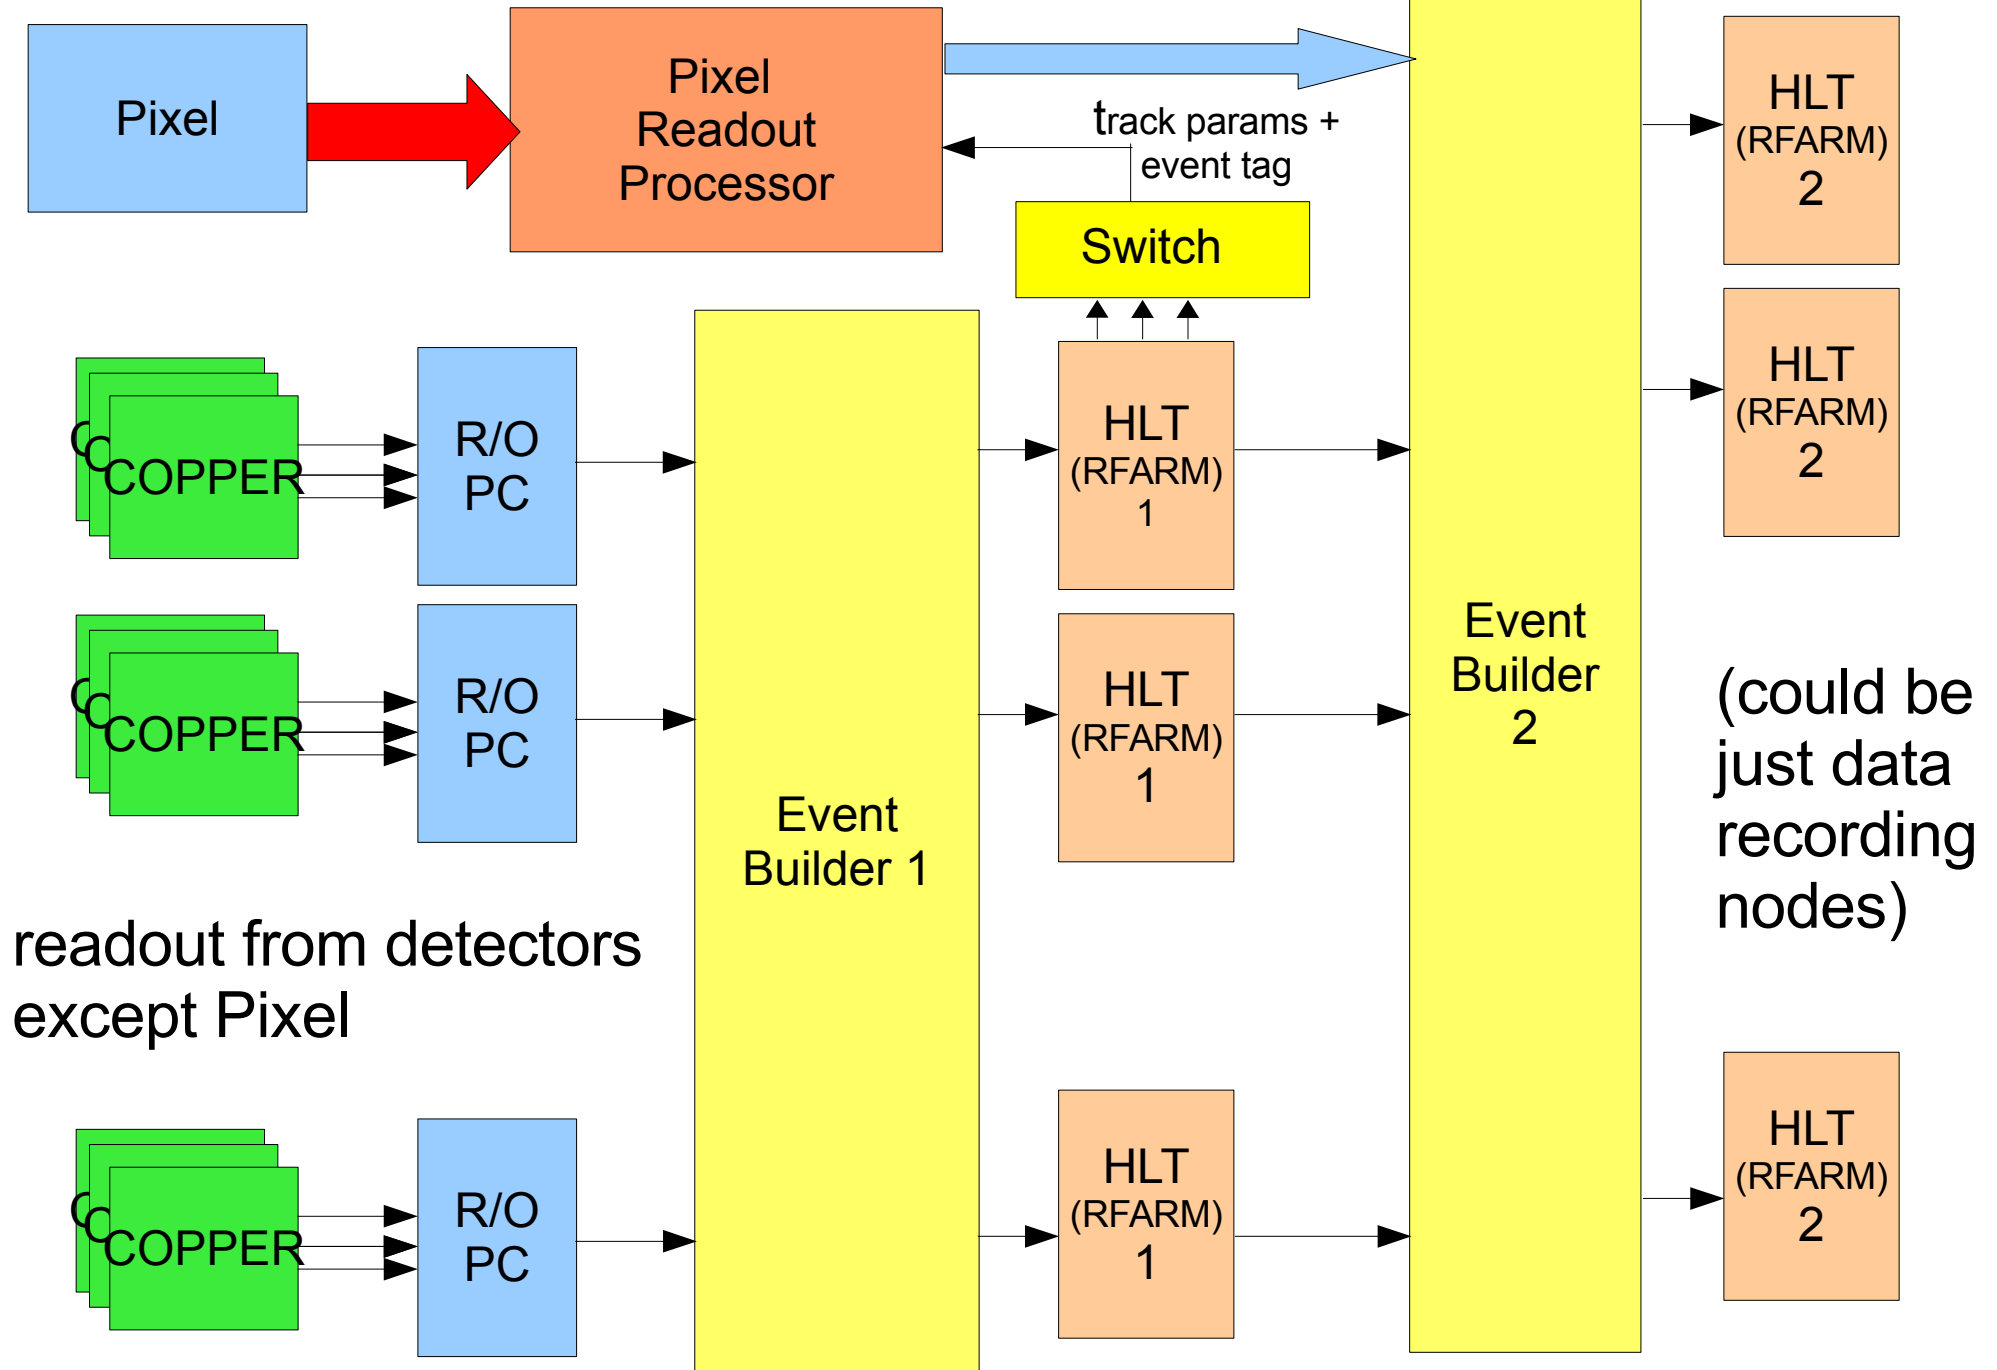 Pixel
Pixel
Readout
Processor
track params +
event tag
Switch
HLT
(RFARM)
2
HLT
(RFARM)
2
C
C
COPPER
R/O
PC
HLT
(RFARM)
1
C
C
COPPER
R/O
PC
HLT
(RFARM)
1
Event
Builder 1
Event
Builder
2
(could be
just data
recording
nodes)
readout from detectors
except Pixel
C
C
COPPER
R/O
PC
HLT
(RFARM)
1
HLT
(RFARM)
2